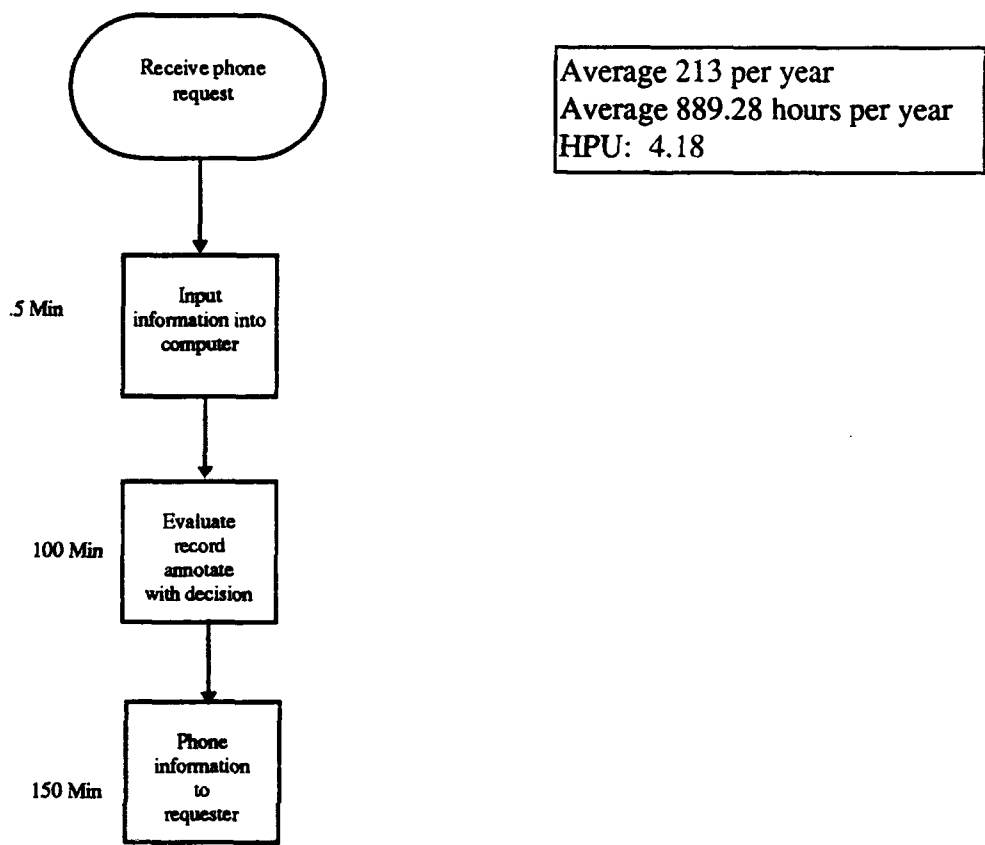 Receive phone
request
Average 213 per year
Average 889.28 hours per year
HPU: 4.18
.5 Min
Input
information into
computer
100 Min
Evaluate
record
annotate
with decision
150 Min
Phone
information
to
requester